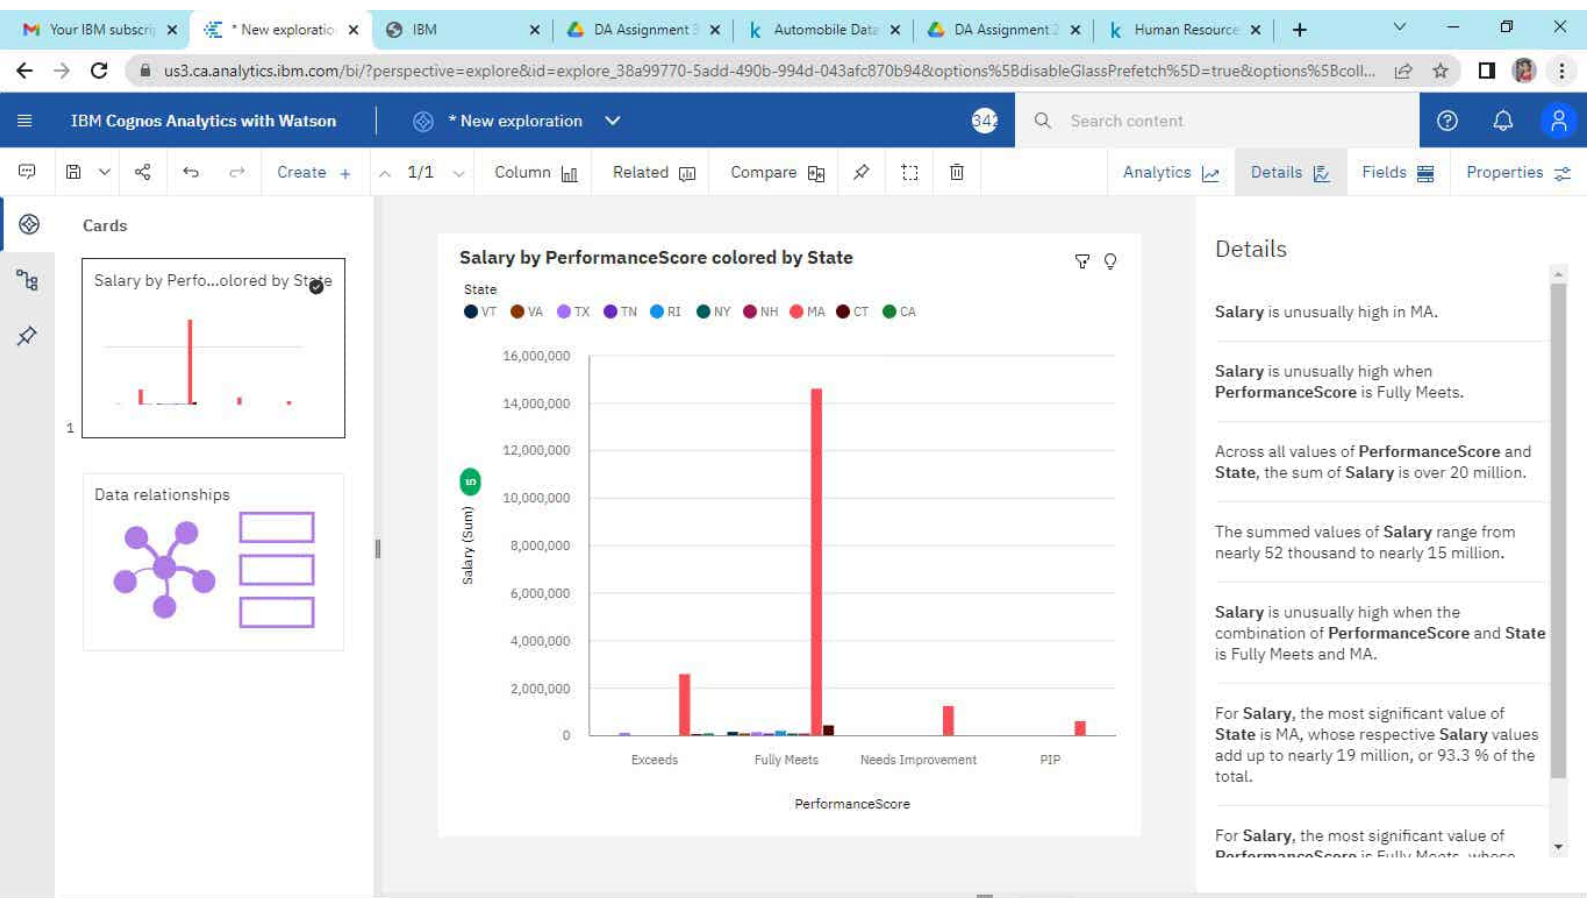 Your IBM subscrip
* New exploratio
IBM
DA Assignment 3
Automobile Data
DA Assignment 2
Human Resource
us3.ca.analytics.ibm.com/bi/?perspective=explore&id=explore_38a99770-5add-490b-994d-043afc870b94&options%5BdisableGlassPrefetch%5D=true&options%5Bcoll...
IBM Cognos Analytics with Watson
* New exploration
342
Search content
Create +
1/1
Column
Related
Compare
Analytics
Details
Fields
Properties
Cards
Salary by Perfo...olored by State
1
Data relationships
Salary by PerformanceScore colored by State
State
VT VA TX TN RI NY NH MA CT CA
16,000,000
14,000,000
12,000,000
10,000,000
8,000,000
6,000,000
4,000,000
2,000,000
0
5
Salary (Sum)
Exceeds Fully Meets Needs Improvement PIP
PerformanceScore
Details
Salary is unusually high in MA.
Salary is unusually high when
PerformanceScore is Fully Meets.
Across all values of PerformanceScore and
State, the sum of Salary is over 20 million.
The summed values of Salary range from
nearly 52 thousand to nearly 15 million.
Salary is unusually high when the
combination of PerformanceScore and State
is Fully Meets and MA.
For Salary, the most significant value of
State is MA, whose respective Salary values
add up to nearly 19 million, or 93.3 % of the
total.
For Salary, the most significant value of
PerformanceScore is Fully Meets, whose